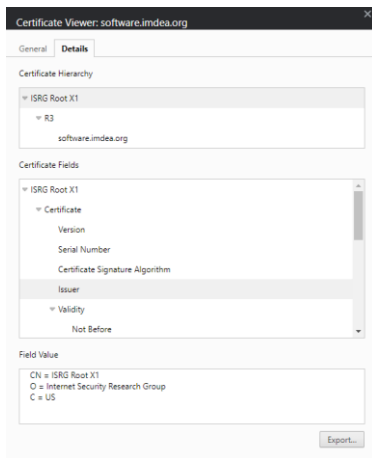 Certificate Viewer: software.imdea.org
General Details
Certificate Hierarchy
ISRG Root X1
R3
software.imdea.org
Certificate Fields
ISRG Root X1
Certificate
Version
Serial Number
Certificate Signature Algorithm
Issuer
Validity
Not Before
Field Value
CN = ISRG Root X1
O = Internet Security Research Group
C = US
Export...